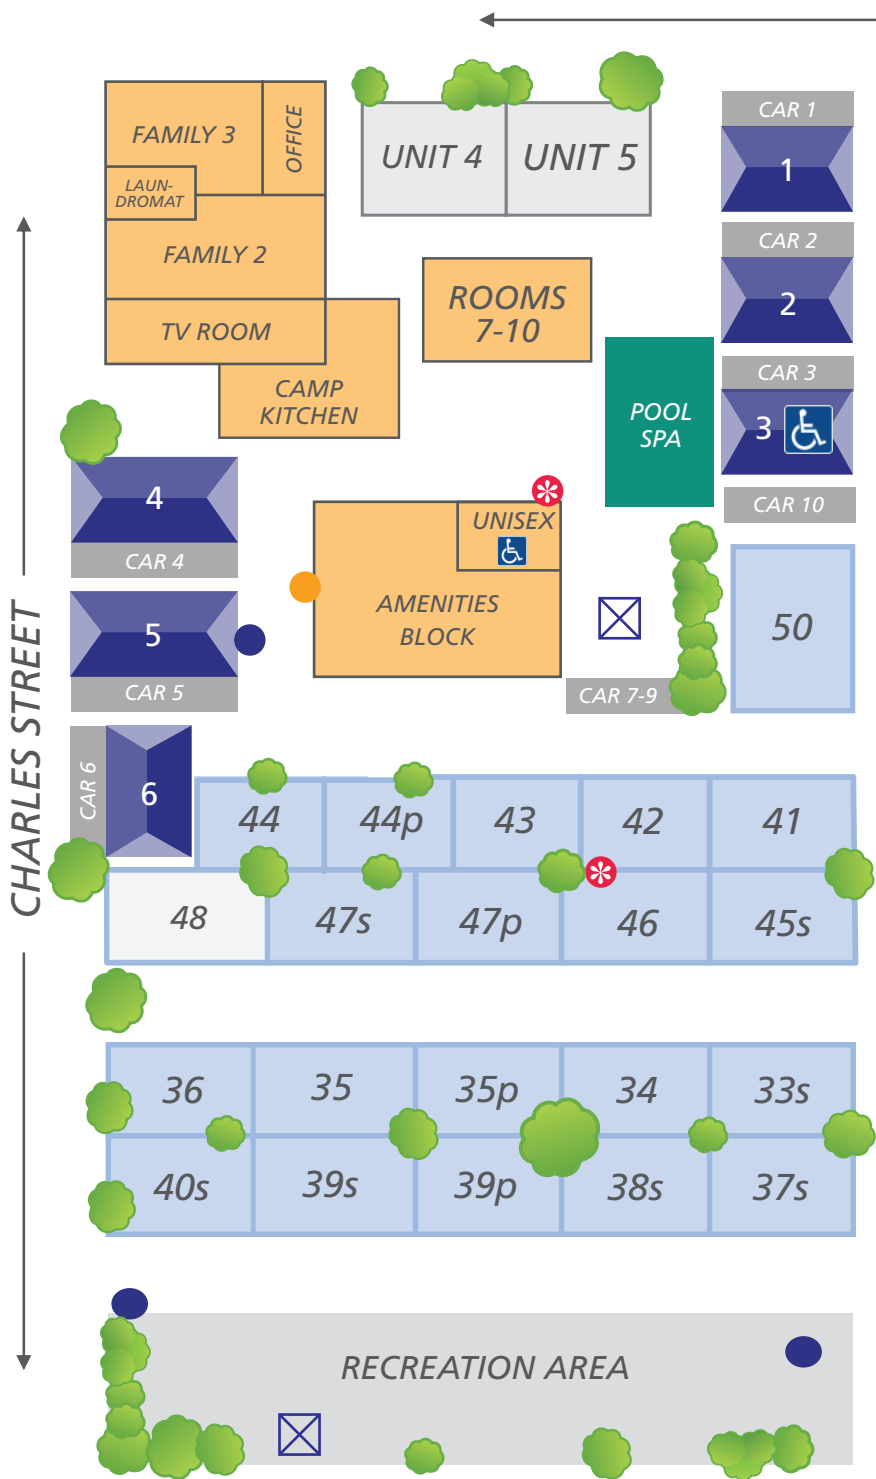 CAR 1
FAMILY 3
OFFICE
UNIT 4
UNIT 5
1
LAUN-
DROMAT
CAR 2
FAMILY 2
ROOMS
7-10
2
TV ROOM
CAMP
KITCHEN
CAR 3
POOL
SPA
3
4
CAR 4
CAR 10
UNISEX
AMENITIES
BLOCK
5
CAR 5
CAR 7-9
50
CHARLES STREET
CAR 6
6
44
44p
43
42
41
48
47s
47p
46
45s
36
35
35p
34
33s
40s
39s
39p
38s
37s
RECREATION AREA